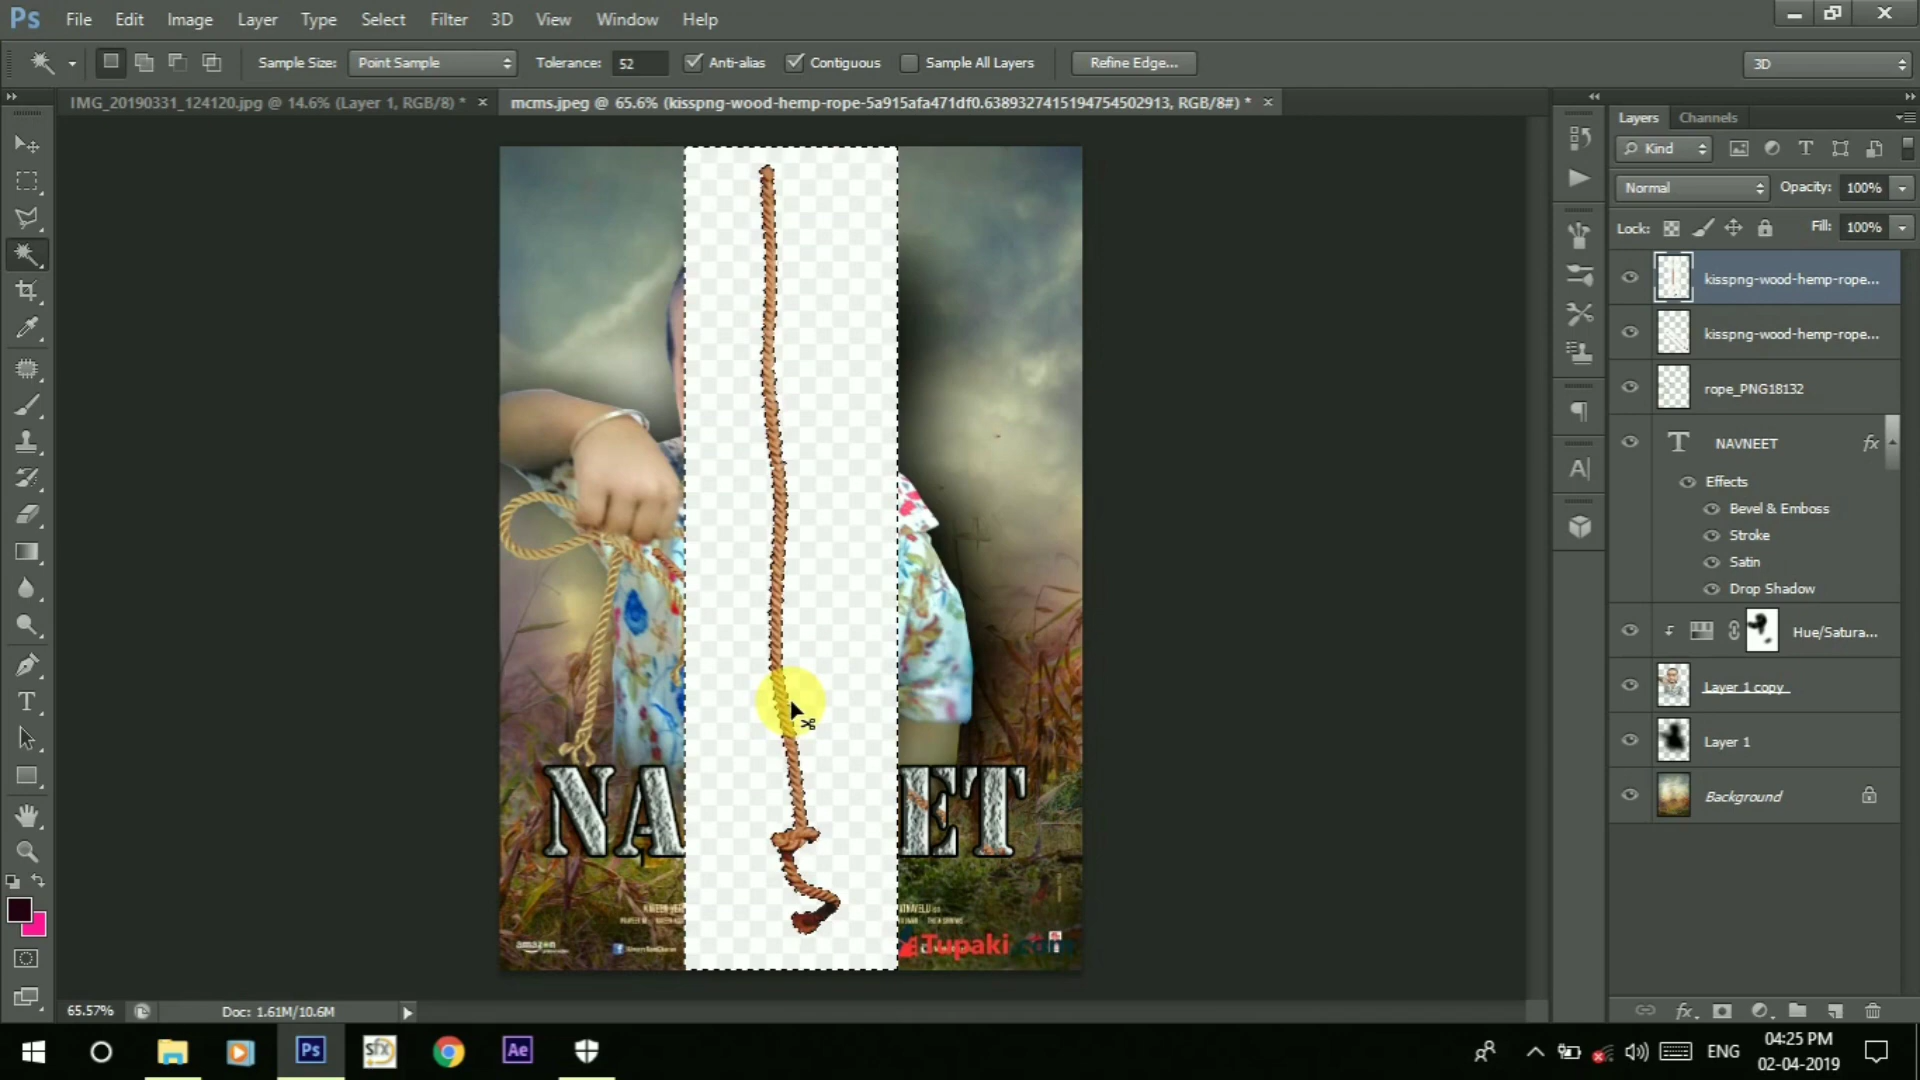 Ps File Edit Image Layer Type Select Filter 3D View Window Help
Sample Size: Point Sample Tolerance: 52 Anti-alias Contiguous Sample All Layers Refine Edge... 3D
IMG_20190331_124120.jpg @ 14.6% (Layer 1, RGB/8) * × mcms.jpeg @ 65.6% (kisspng-wood-hemp-rope-5a915afa471df0.6389327415194754502913, RGB/8#) * ×
Layers Channels
Kind
Normal Opacity: 100%
Lock: Fill: 100%
kisspng-wood-hemp-rope...
kisspng-wood-hemp-rope...
rope_PNG18132
T NAVNEET fx
Effects
Bevel & Emboss
Stroke
Satin
Drop Shadow
Hue/Satura...
Layer 1 copy
Layer 1
Background
NA ET
amazon
Tupaki
65.57% Doc: 1.61M/10.6M
Ps SFX Ae ENG 04:25 PM
02-04-2019